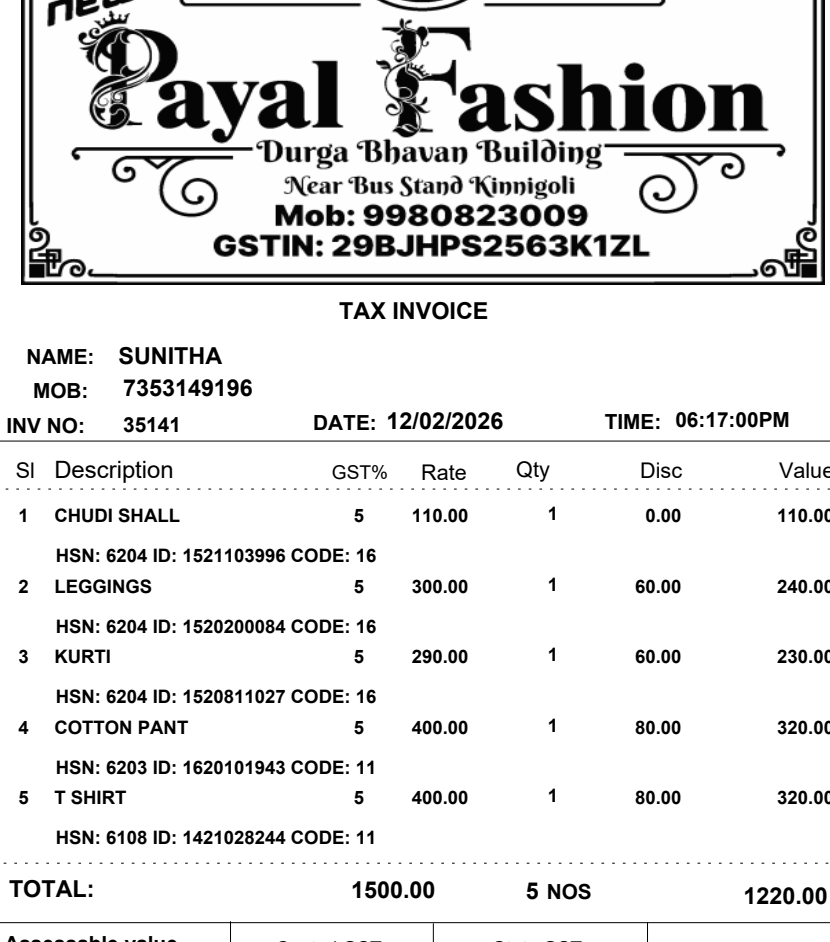 new
Payal Fashion
Durga Bhavan Building
Near Bus Stand Kinnigoli
Mob: 9980823009
GSTIN: 29BJHPS2563K1ZL
TAX INVOICE
NAME: SUNITHA
MOB: 7353149196
INV NO: 35141 DATE: 12/02/2026 TIME: 06:17:00PM
Sl Description GST% Rate Qty Disc Value
1 CHUDI SHALL 5 110.00 1 0.00 110.00
HSN: 6204 ID: 1521103996 CODE: 16
2 LEGGINGS 5 300.00 1 60.00 240.00
HSN: 6204 ID: 1520200084 CODE: 16
3 KURTI 5 290.00 1 60.00 230.00
HSN: 6204 ID: 1520811027 CODE: 16
4 COTTON PANT 5 400.00 1 80.00 320.00
HSN: 6203 ID: 1620101943 CODE: 11
5 T SHIRT 5 400.00 1 80.00 320.00
HSN: 6108 ID: 1421028244 CODE: 11
TOTAL: 1500.00 5 NOS 1220.00